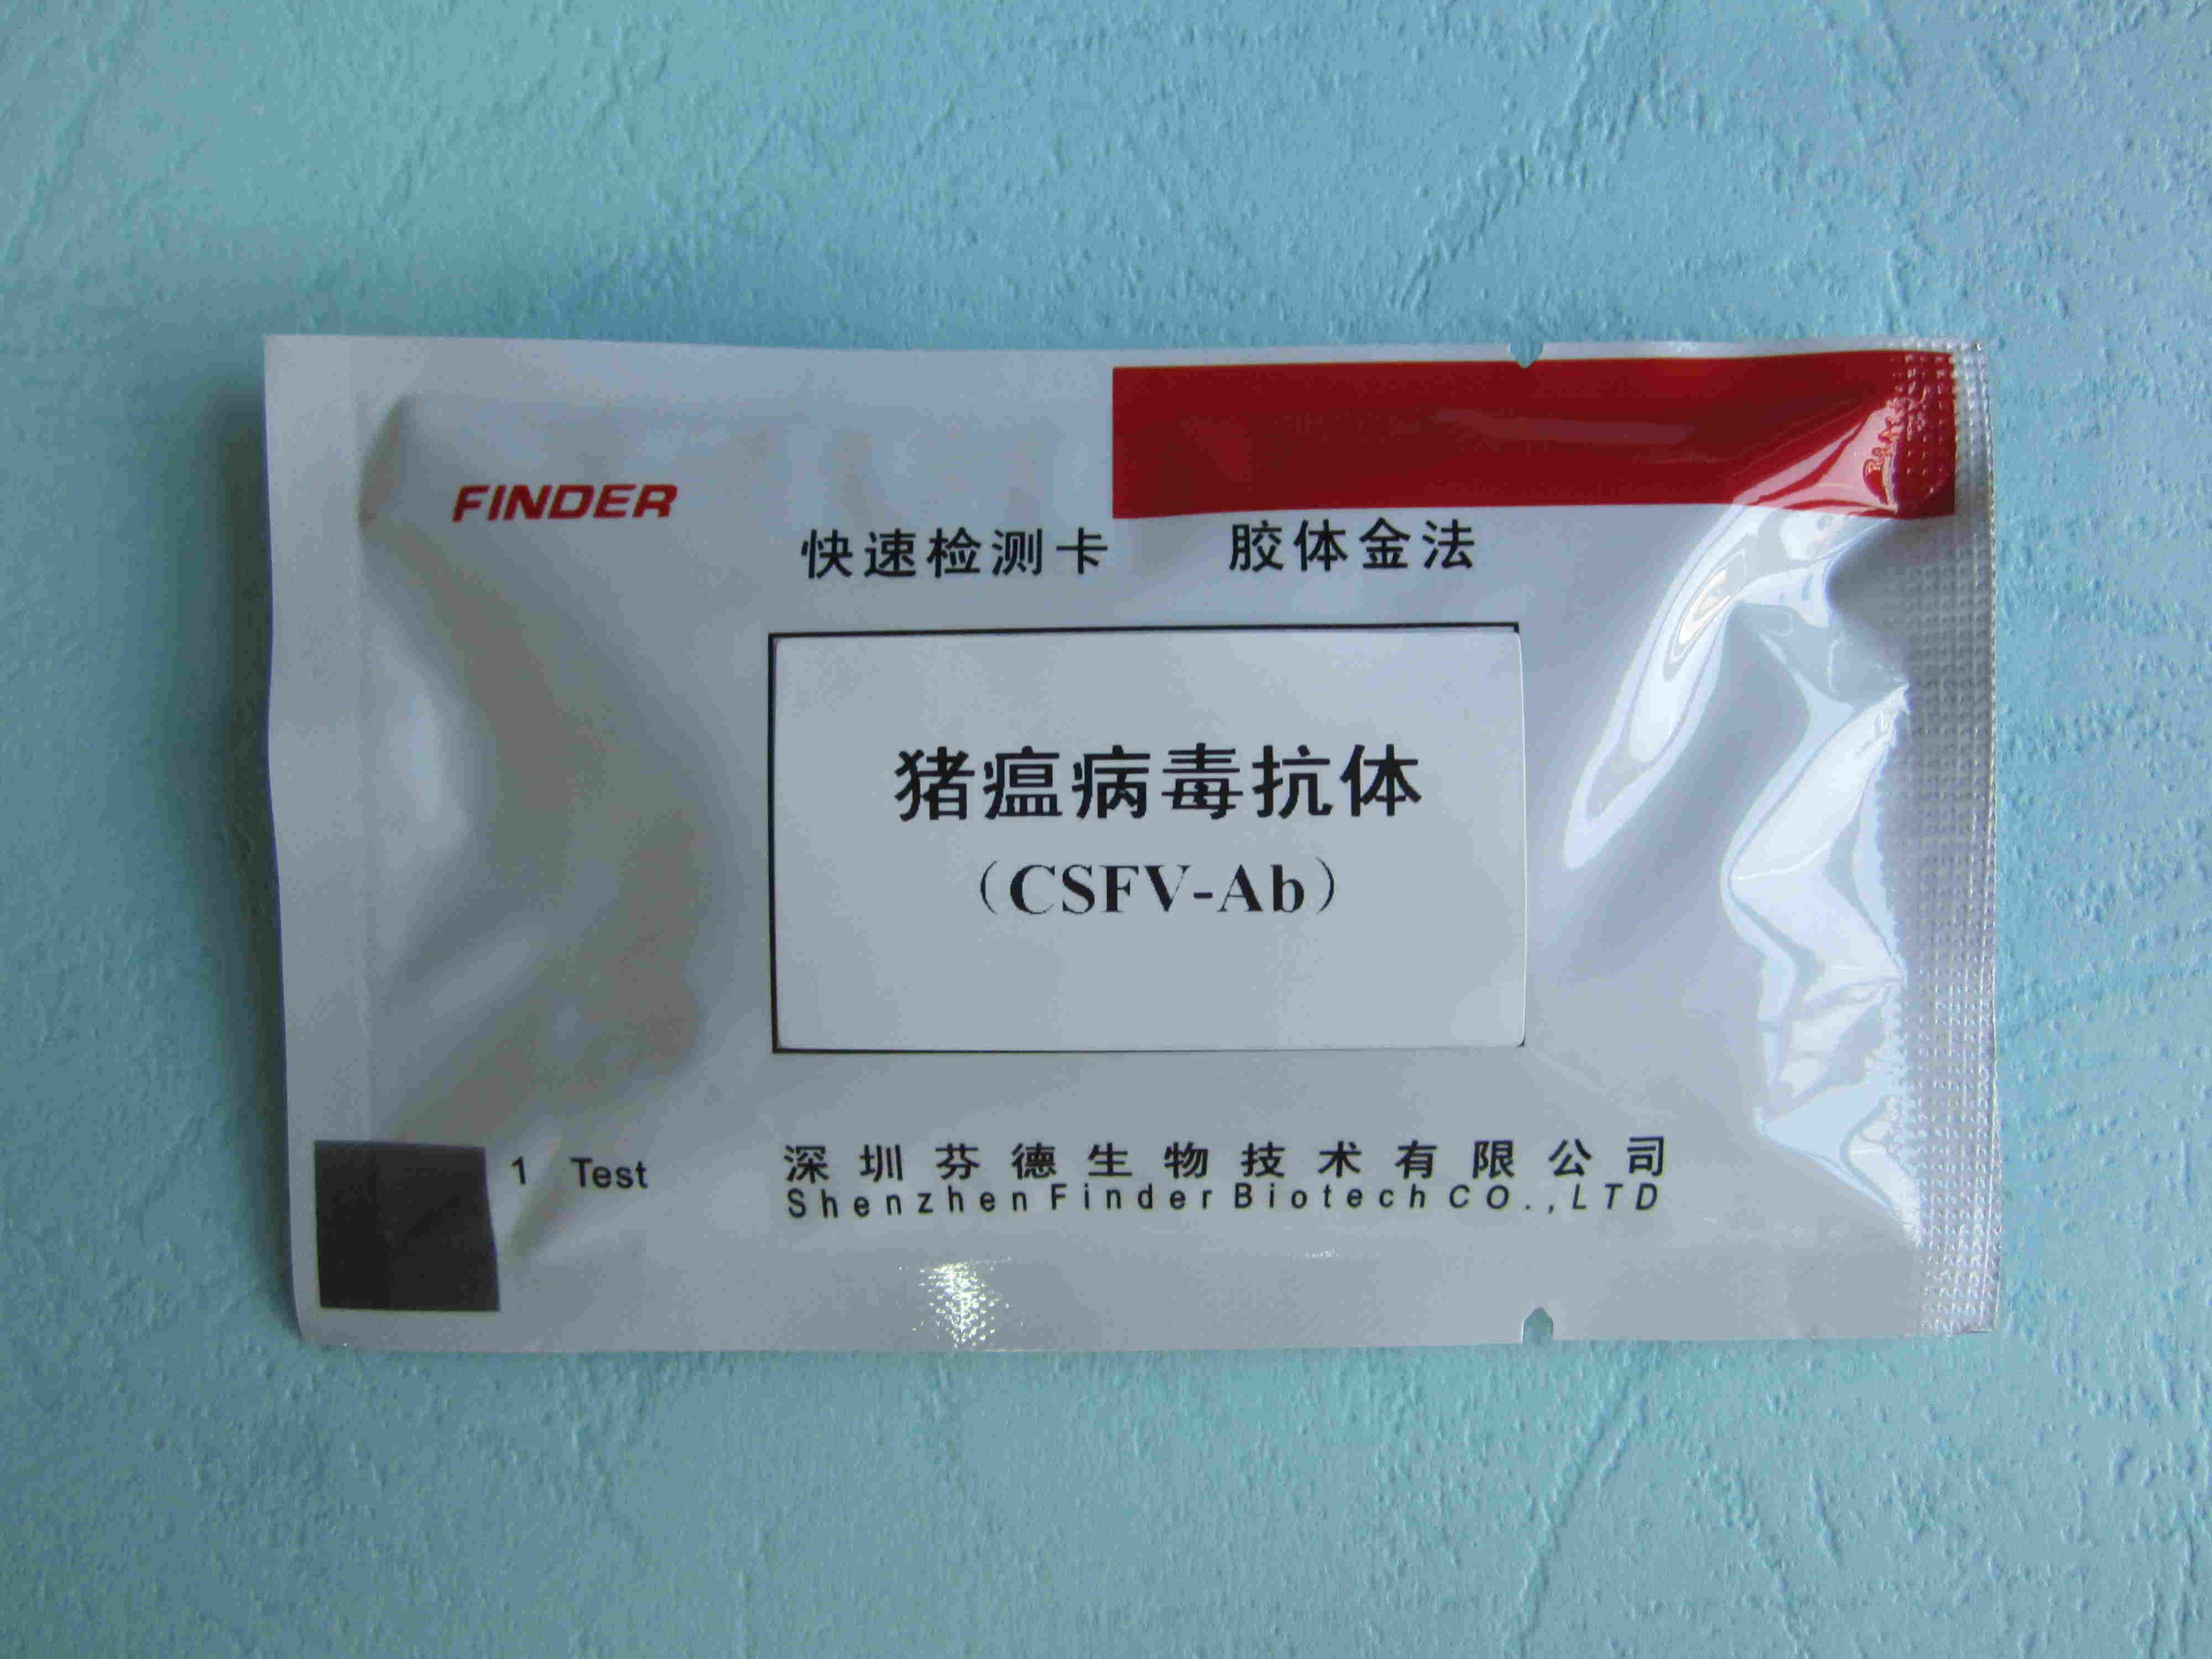 FINDER
快速检测卡 胶体金法
猪瘟病毒抗体
（CSFV-Ab）
1 Test
深圳芬德生物技术有限公司
Shenzhen Finder Biotech CO.,LTD